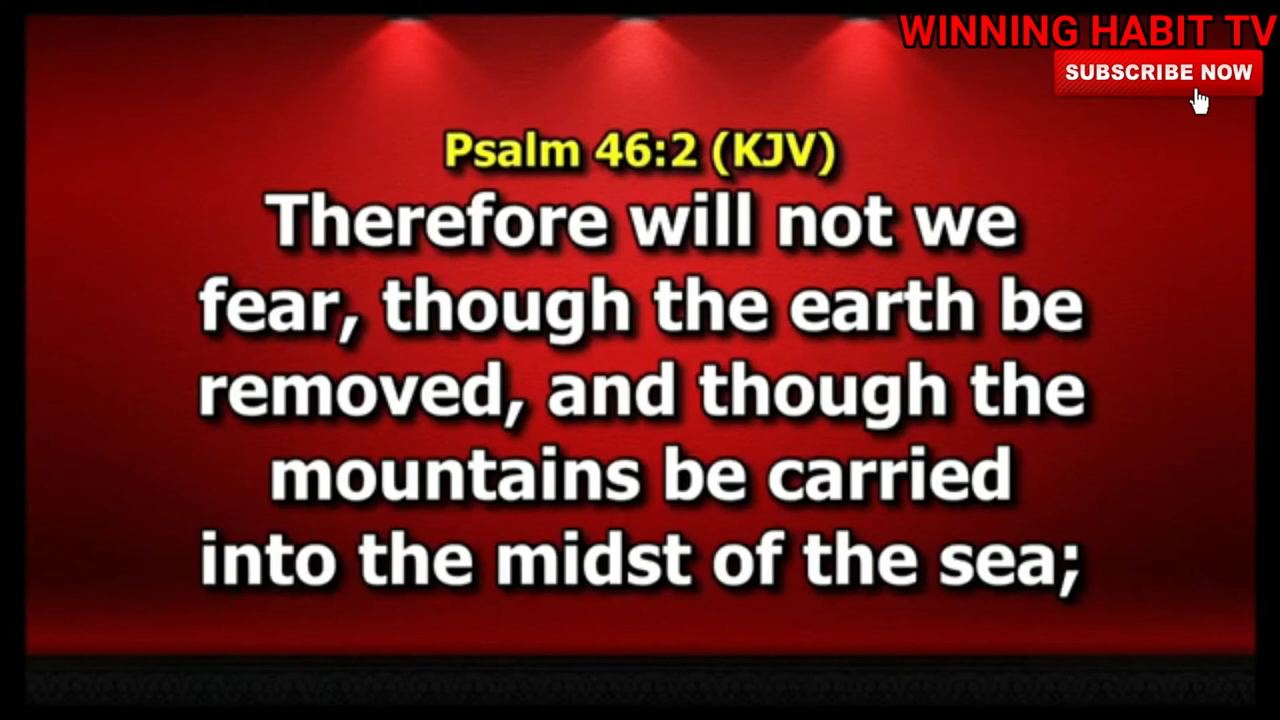 WINNING HABIT TV
SUBSCRIBE NOW
Psalm 46:2 (KJV)
Therefore will not we
fear, though the earth be
removed, and though the
mountains be carried
into the midst of the sea;